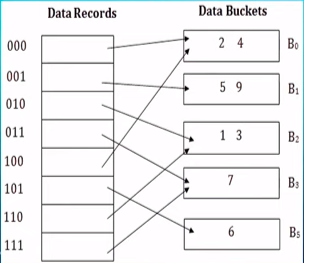 Data Records Data Buckets
000 2 4 B₀
001 5 9 B₁
010
011 1 3 B₂
100 7 B₃
101
110 6 B₅
111